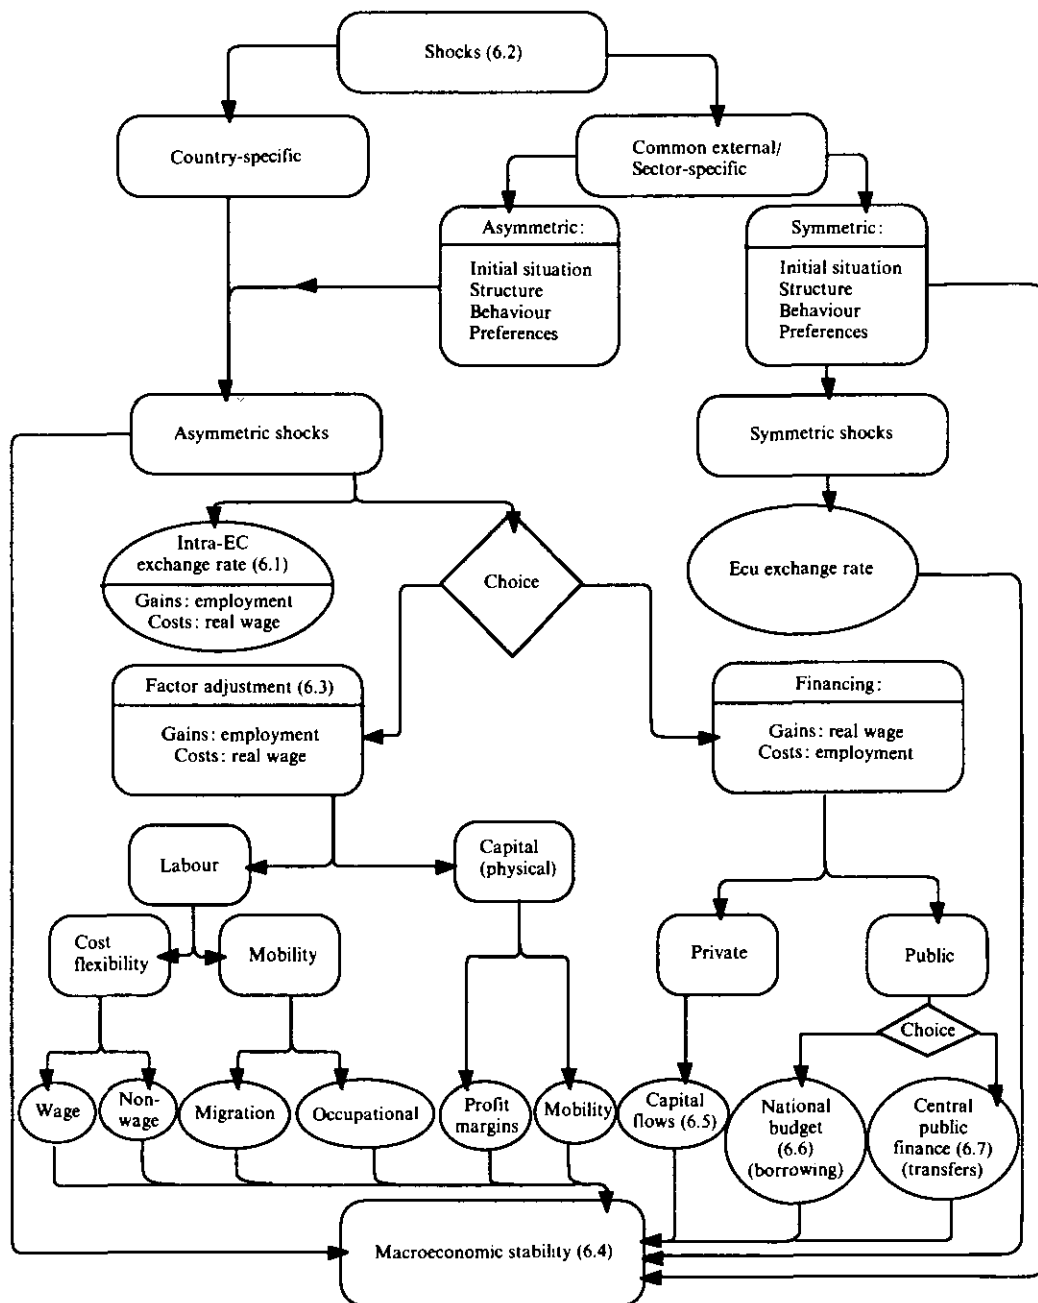 Shocks (6.2)
Country-specific
Common external/
Sector-specific
Asymmetric:
Initial situation
Structure
Behaviour
Preferences
Symmetric:
Initial situation
Structure
Behaviour
Preferences
Asymmetric shocks
Symmetric shocks
Intra-EC
exchange rate (6.1)
Gains: employment
Costs: real wage
Choice
Ecu exchange rate
Factor adjustment (6.3)
Gains: employment
Costs: real wage
Financing:
Gains: real wage
Costs: employment
Labour
Capital
(physical)
Cost
flexibility
Mobility
Private
Public
Choice
Wage
Non-
wage
Migration
Occupational
Profit
margins
Mobility
Capital
flows (6.5)
National
budget
(6.6)
(borrowing)
Central
public
finance (6.7)
(transfers)
Macroeconomic stability (6.4)